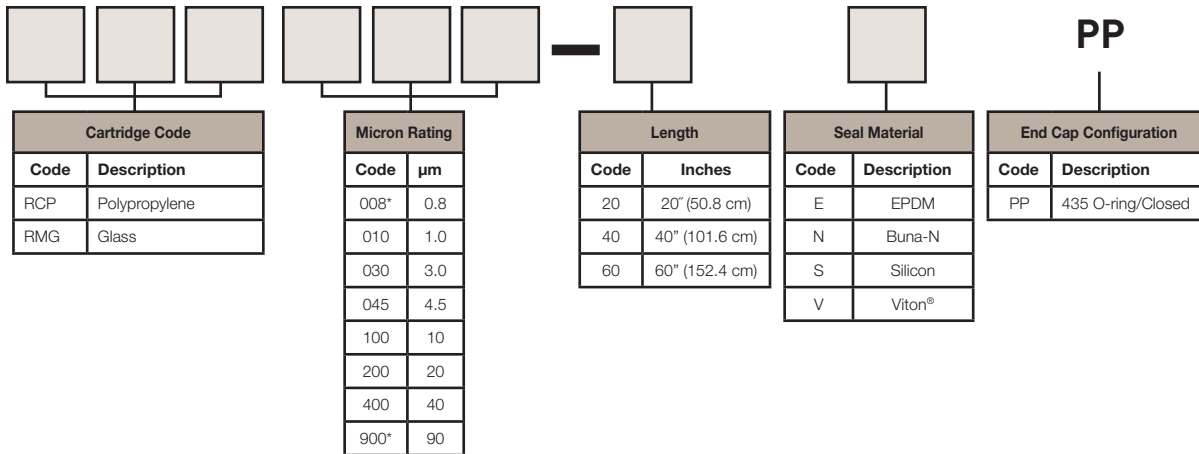 PP
Cartridge Code
Code Description
RCP Polypropylene
RMG Glass
Micron Rating
Code µm
008* 0.8
010 1.0
030 3.0
045 4.5
100 10
200 20
400 40
900* 90
Length
Code Inches
20 20˝ (50.8 cm)
40 40” (101.6 cm)
60 60” (152.4 cm)
Seal Material
Code Description
E EPDM
N Buna-N
S Silicon
V Viton®
End Cap Configuration
Code Description
PP 435 O-ring/Closed